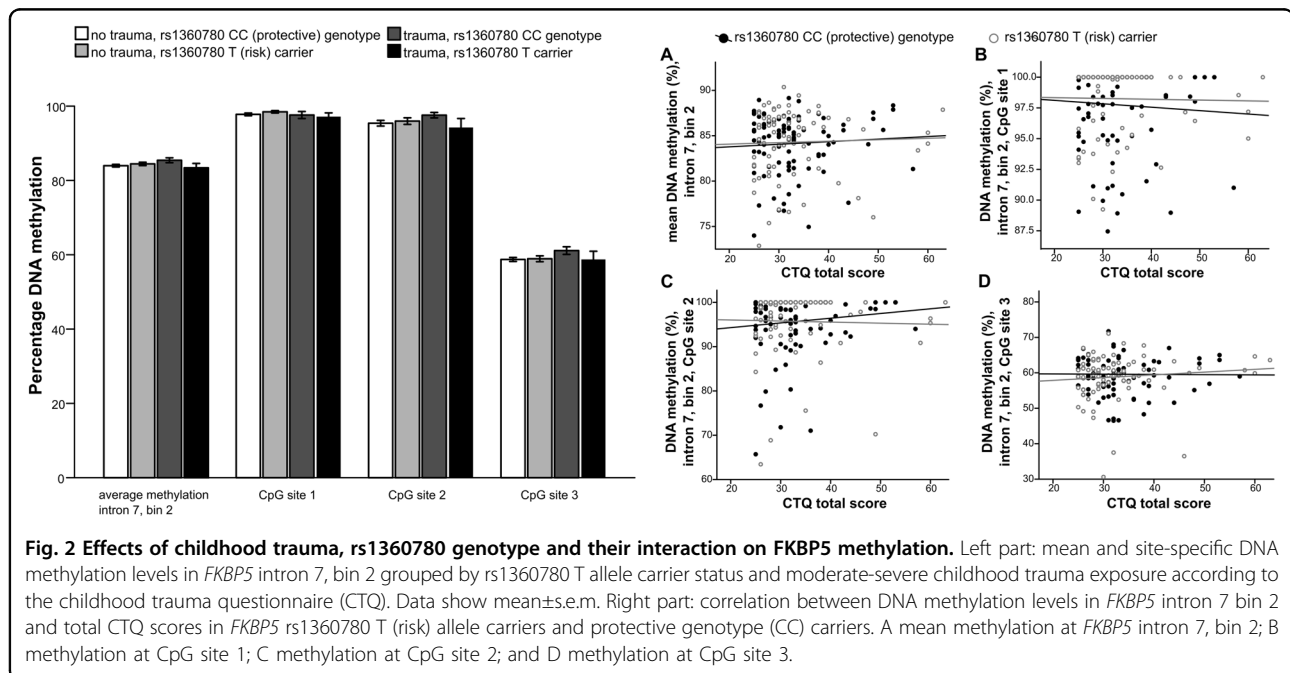 no trauma, rs1360780 CC (protective) genotype
trauma, rs1360780 CC genotype
no trauma, rs1360780 T (risk) carrier
trauma, rs1360780 T carrier
Percentage DNA methylation
100
80
60
40
20
0
average methylation
intron 7, bin 2
CpG site 1
CpG site 2
CpG site 3
rs1360780 CC (protective) genotype
rs1360780 T (risk) carrier
A
mean DNA methylation (%),
intron 7, bin 2
90
85
80
75
20 30 40 50 60
CTQ total score
B
DNA methylation (%),
intron 7, bin 2, CpG site 1
100.0
97.5
95.0
92.5
90.0
87.5
20 30 40 50 60
CTQ total score
C
DNA methylation (%),
intron 7, bin 2, CpG site 2
100
90
80
70
60
20 30 40 50 60
CTQ total score
D
DNA methylation (%),
intron 7, bin 2, CpG site 3
80
70
60
50
40
30
20 30 40 50 60
CTQ total score
Fig. 2 Effects of childhood trauma, rs1360780 genotype and their interaction on FKBP5 methylation. Left part: mean and site-specific DNA
methylation levels in FKBP5 intron 7, bin 2 grouped by rs1360780 T allele carrier status and moderate-severe childhood trauma exposure according to
the childhood trauma questionnaire (CTQ). Data show mean±s.e.m. Right part: correlation between DNA methylation levels in FKBP5 intron 7 bin 2
and total CTQ scores in FKBP5 rs1360780 T (risk) allele carriers and protective genotype (CC) carriers. A mean methylation at FKBP5 intron 7, bin 2; B
methylation at CpG site 1; C methylation at CpG site 2; and D methylation at CpG site 3.